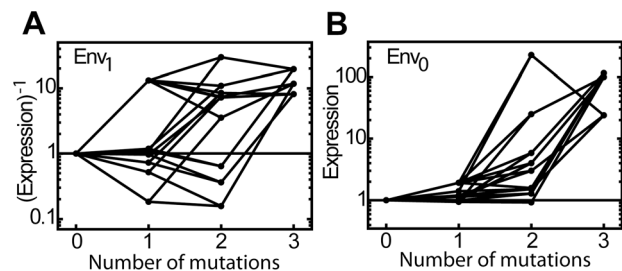 A
B
Env1
Env0
(Expression)-1
10
1
0.1
0 1 2 3
Number of mutations
Expression
100
10
1
0 1 2 3
Number of mutations